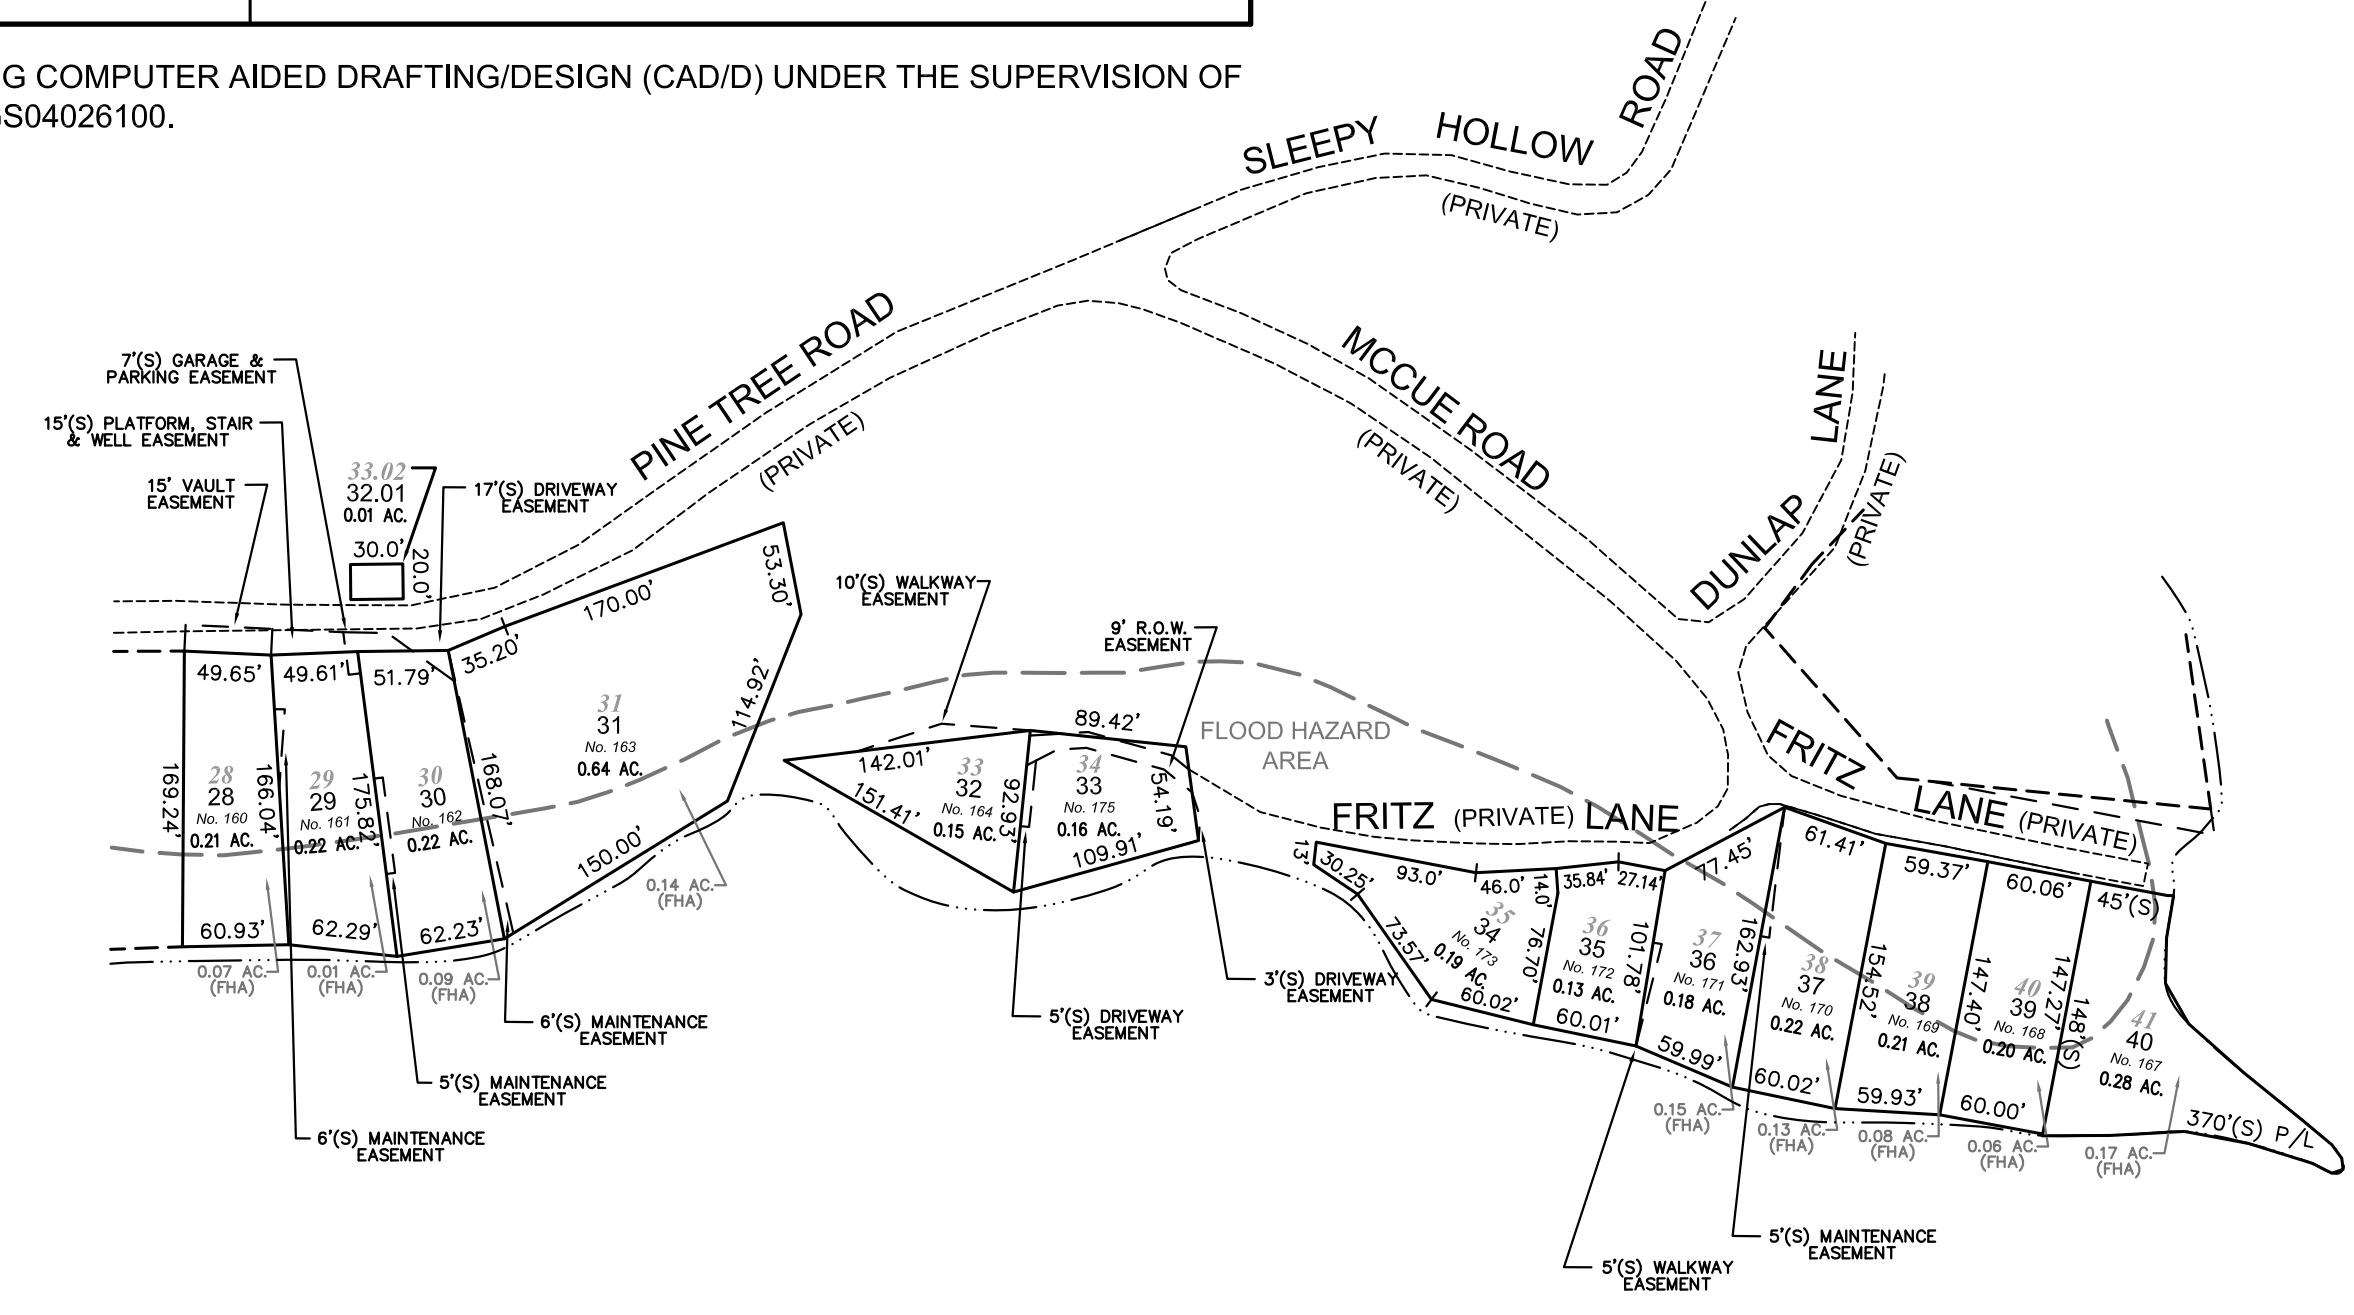 G COMPUTER AIDED DRAFTING/DESIGN (CAD/D) UNDER THE SUPERVISION OF
GS04026100.
SLEEPY HOLLOW ROAD
(PRIVATE)
PINE TREE ROAD
(PRIVATE)
MCCUE ROAD
(PRIVATE)
DUNLAP LANE
(PRIVATE)
7'(S) GARAGE &
PARKING EASEMENT
15'(S) PLATFORM, STAIR
& WELL EASEMENT
15' VAULT
EASEMENT
33.02
32.01
0.01 AC.
30.0'
20.0'
17'(S) DRIVEWAY
EASEMENT
49.65'
49.61'
51.79'
35.20'
170.00'
53.30'
114.92'
150.00'
169.24'
28
28
No. 160
0.21 AC.
166.04'
29
29
No. 161
0.22 AC.
175.82'
30
30
No. 162
0.22 AC.
168.07'
31
31
No. 163
0.64 AC.
60.93'
62.29'
62.23'
0.07 AC.
(FHA)
0.01 AC.
(FHA)
0.09 AC.
(FHA)
0.14 AC.
(FHA)
6'(S) MAINTENANCE
EASEMENT
5'(S) MAINTENANCE
EASEMENT
6'(S) MAINTENANCE
EASEMENT
10'(S) WALKWAY
EASEMENT
9' R.O.W.
EASEMENT
89.42'
142.01'
151.41'
33
32
No. 164
0.15 AC.
92.93'
34
33
No. 175
0.16 AC.
54.19'
109.91'
FLOOD HAZARD
AREA
3'(S) DRIVEWAY
EASEMENT
5'(S) DRIVEWAY
EASEMENT
FRITZ (PRIVATE) LANE
FRITZ LANE (PRIVATE)
13'
30.25'
93.0'
46.0'
14.0'
35.84'
27.14'
77.45'
61.41'
59.37'
60.06'
45'(S)
73.57'
35
34
No. 173
0.19 AC.
76.70'
36
35
No. 172
0.13 AC.
101.78'
37
36
No. 171
0.18 AC.
162.93'
38
37
No. 170
0.22 AC.
154.52'
39
38
No. 169
0.21 AC.
147.40'
40
39
No. 168
0.20 AC.
147.27'
148'(S)
41
40
No. 167
0.28 AC.
60.02'
60.01'
59.99'
60.02'
59.93'
60.00'
370'(S) P/L
0.15 AC.
(FHA)
0.13 AC.
(FHA)
0.08 AC.
(FHA)
0.06 AC.
(FHA)
0.17 AC.
(FHA)
5'(S) MAINTENANCE
EASEMENT
5'(S) WALKWAY
EASEMENT